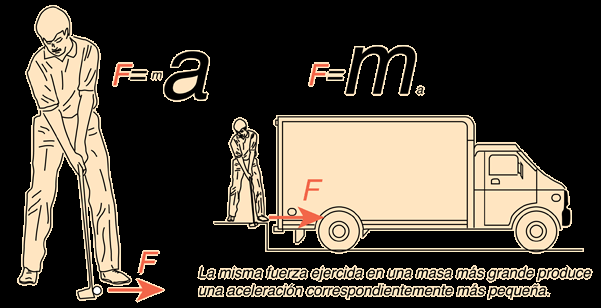 F=ma
F=ma
F
F
La misma fuerza ejercida en una masa más grande produce
una aceleración correspondientemente más pequeña.